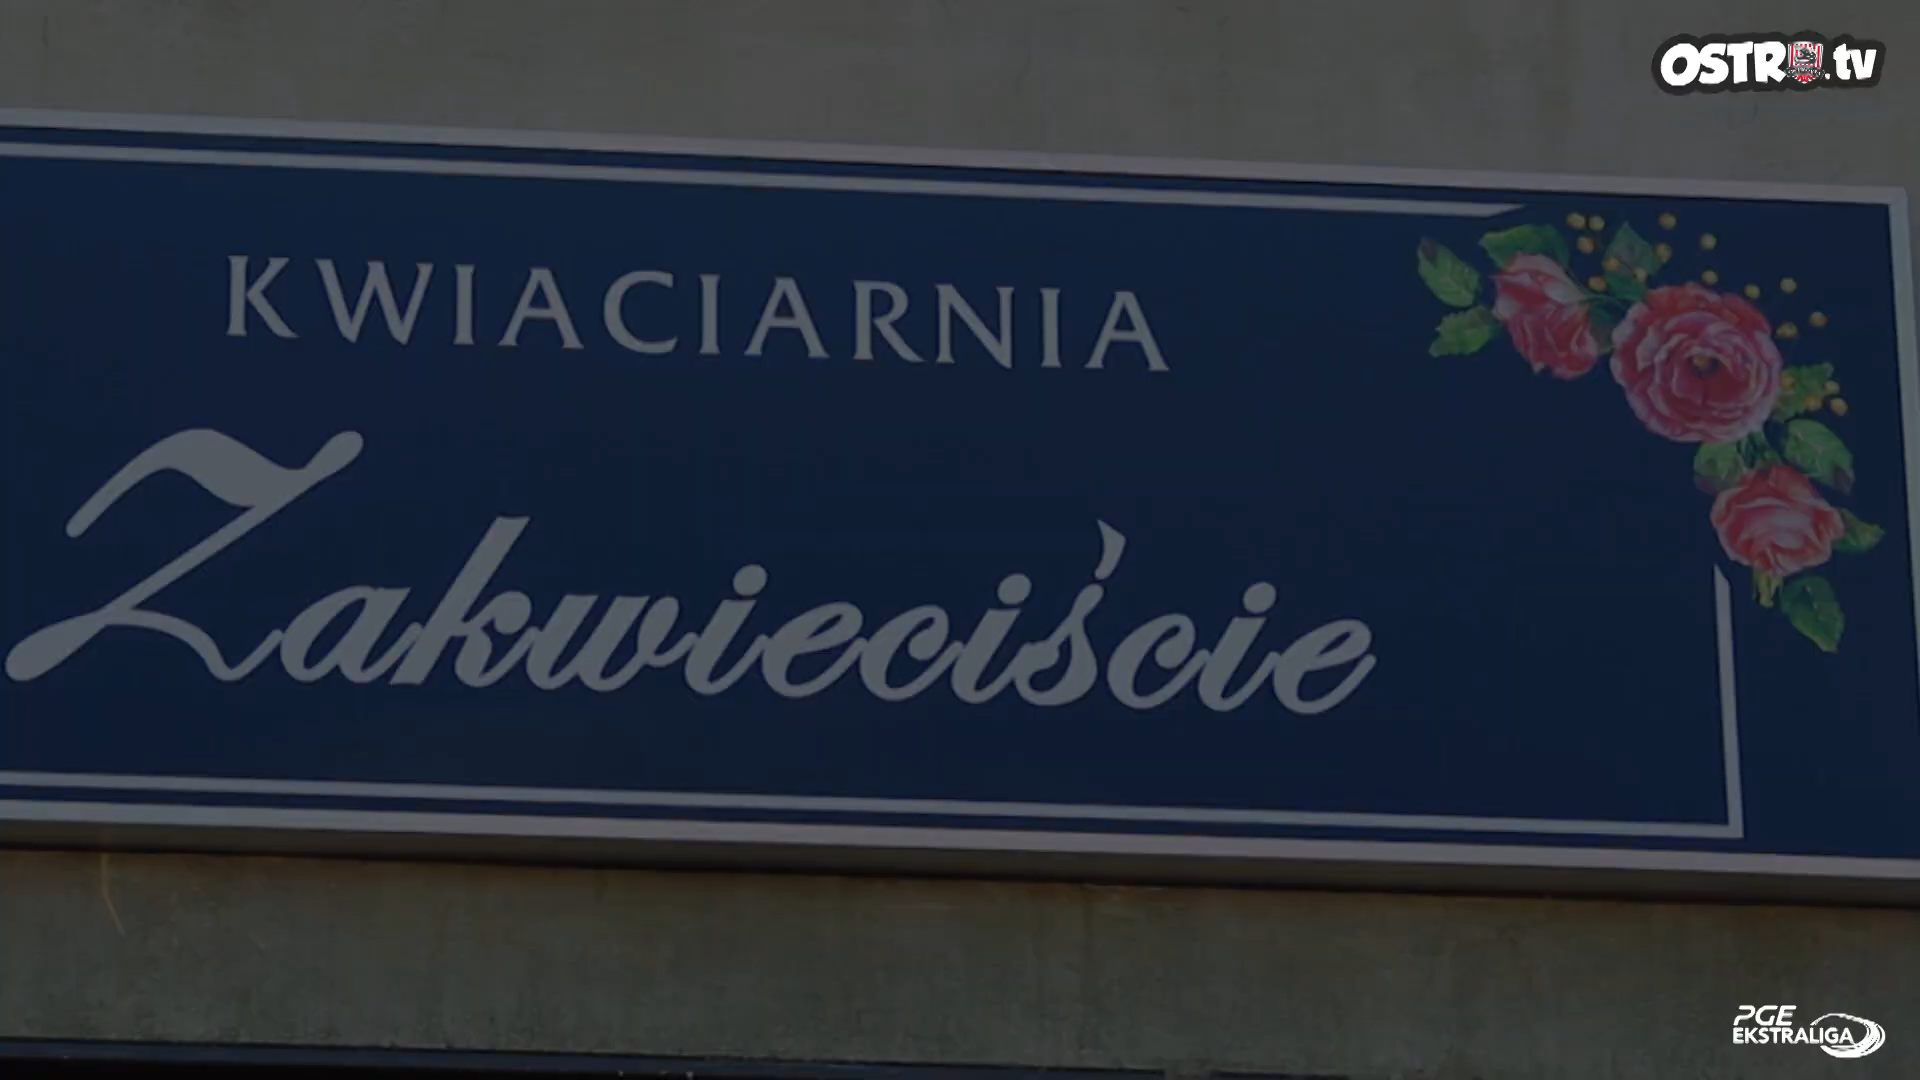 OSTRO.tv
KWIACIARNIA
Zakwieciście
PGE
EKSTRALIGA